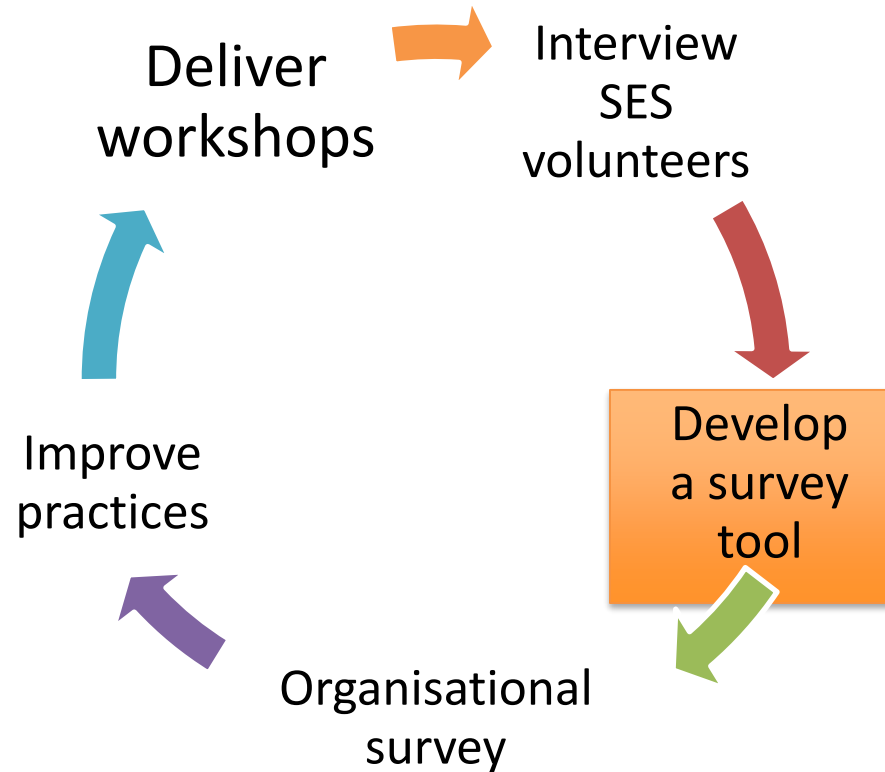 Deliver
workshops
Interview
SES
volunteers
Develop
a survey
tool
Organisational
survey
Improve
practices